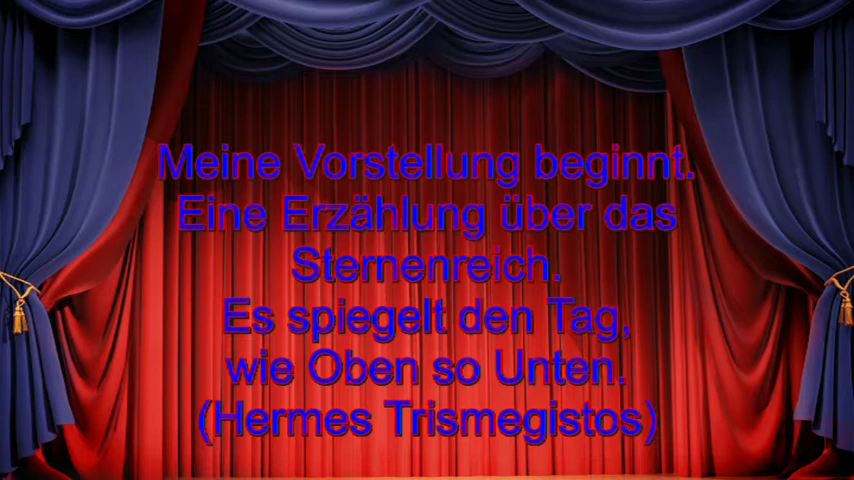 Meine Vorstellung beginnt.
Eine Erzählung über das
Sternenreich.
Es spiegelt den Tag,
wie Oben so Unten.
(Hermes Trismegistos)